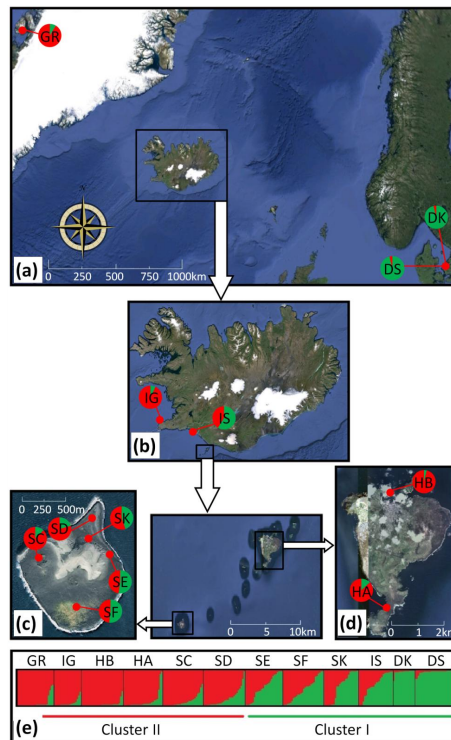 GR
N
DK
DS
(a)
0 250 500 750 1000km
IG
IS
(b)
0 250 500m
SK
SD
SC
SE
SF
(c)
0 5 10km
HB
HA
(d)
0 1 2km
GR IG HB HA SC SD SE SF SK IS DK DS
(e)
Cluster II Cluster I